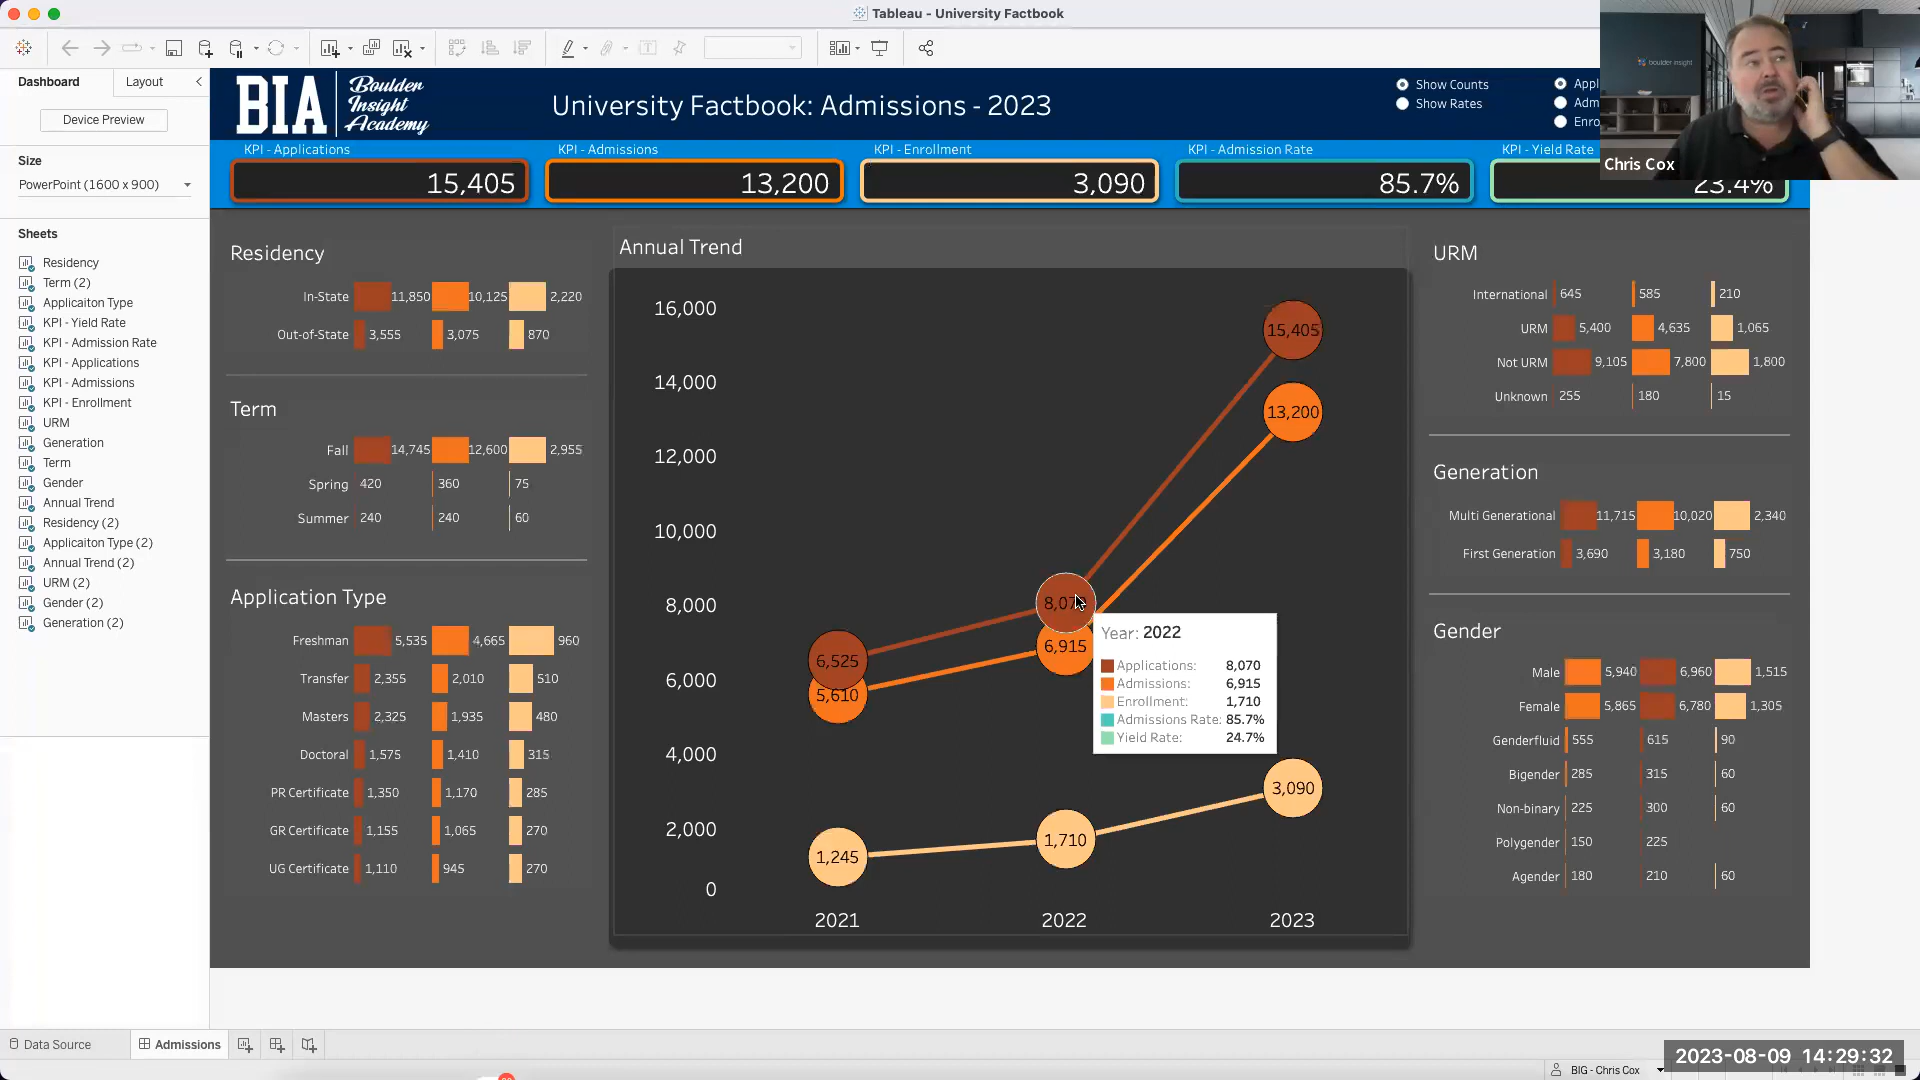 Tableau - University Factbook
Dashboard
Layout
Device Preview
Size
PowerPoint (1600 x 900)
Sheets
Residency
Term (2)
Applicaiton Type
KPI - Yield Rate
KPI - Admission Rate
KPI - Applications
KPI - Admissions
KPI - Enrollment
URM
Generation
Term
Gender
Annual Trend
Residency (2)
Applicaiton Type (2)
Annual Trend (2)
URM (2)
Gender (2)
Generation (2)
BIA
Boulder
Insight
Academy
University Factbook: Admissions - 2023
Show Counts
Show Rates
Appl
Adm
Enro
boulder insight
Chris Cox
KPI - Applications
15,405
KPI - Admissions
13,200
KPI - Enrollment
3,090
KPI - Admission Rate
85.7%
KPI - Yield Rate
23.4%
Residency
In-State 11,850 10,125 2,220
Out-of-State 3,555 3,075 870
Term
Fall 14,745 12,600 2,955
Spring 420 360 75
Summer 240 240 60
Application Type
Freshman 5,535 4,665 960
Transfer 2,355 2,010 510
Masters 2,325 1,935 480
Doctoral 1,575 1,410 315
PR Certificate 1,350 1,170 285
GR Certificate 1,155 1,065 270
UG Certificate 1,110 945 270
Annual Trend
16,000
14,000
12,000
10,000
8,000
6,000
4,000
2,000
0
15,405
13,200
8,070
6,915
6,525
5,610
3,090
1,710
1,245
2021 2022 2023
Year: 2022
Applications: 8,070
Admissions: 6,915
Enrollment: 1,710
Admissions Rate: 85.7%
Yield Rate: 24.7%
URM
International 645 585 210
URM 5,400 4,635 1,065
Not URM 9,105 7,800 1,800
Unknown 255 180 15
Generation
Multi Generational 11,715 10,020 2,340
First Generation 3,690 3,180 750
Gender
Male 5,940 6,960 1,515
Female 5,865 6,780 1,305
Genderfluid 555 615 90
Bigender 285 315 60
Non-binary 225 300 60
Polygender 150 225
Agender 180 210 60
Data Source
Admissions
BIG - Chris Cox
2023-08-09 14:29:32